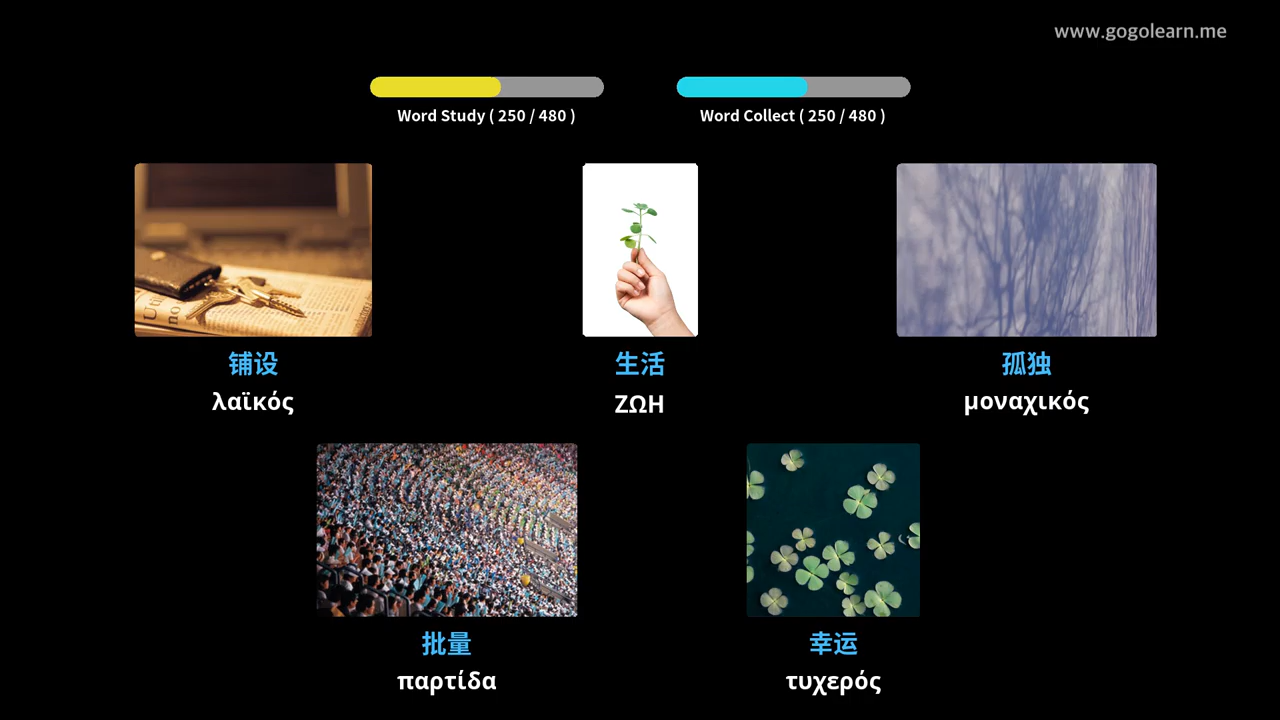 www.gogolearn.me
Word Study ( 250 / 480 )
Word Collect ( 250 / 480 )
铺设
λαϊκός
生活
ΖΩΗ
孤独
μοναχικός
批量
παρτίδα
幸运
τυχερός